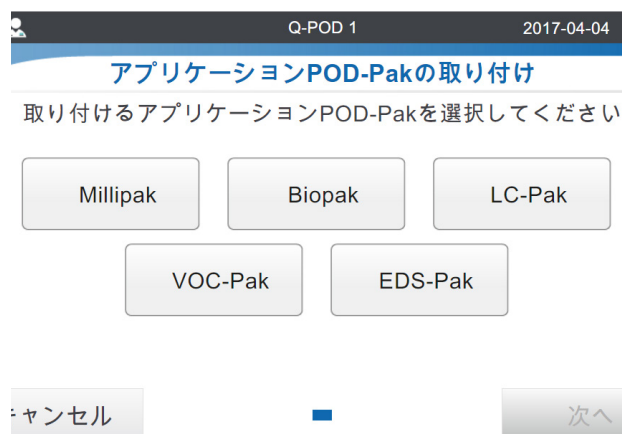 Q-POD 1 2017-04-04
アプリケーションPOD-Pakの取り付け
取り付けるアプリケーションPOD-Pakを選択してください
Millipak Biopak LC-Pak
VOC-Pak EDS-Pak
キャンセル 次へ